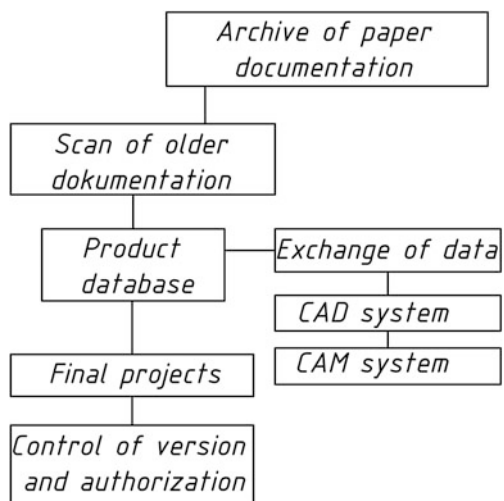 Archive of paper
documentation
Scan of older
dokumentation
Product
database
Exchange of data
CAD system
CAM system
Final projects
Control of version
and authorization